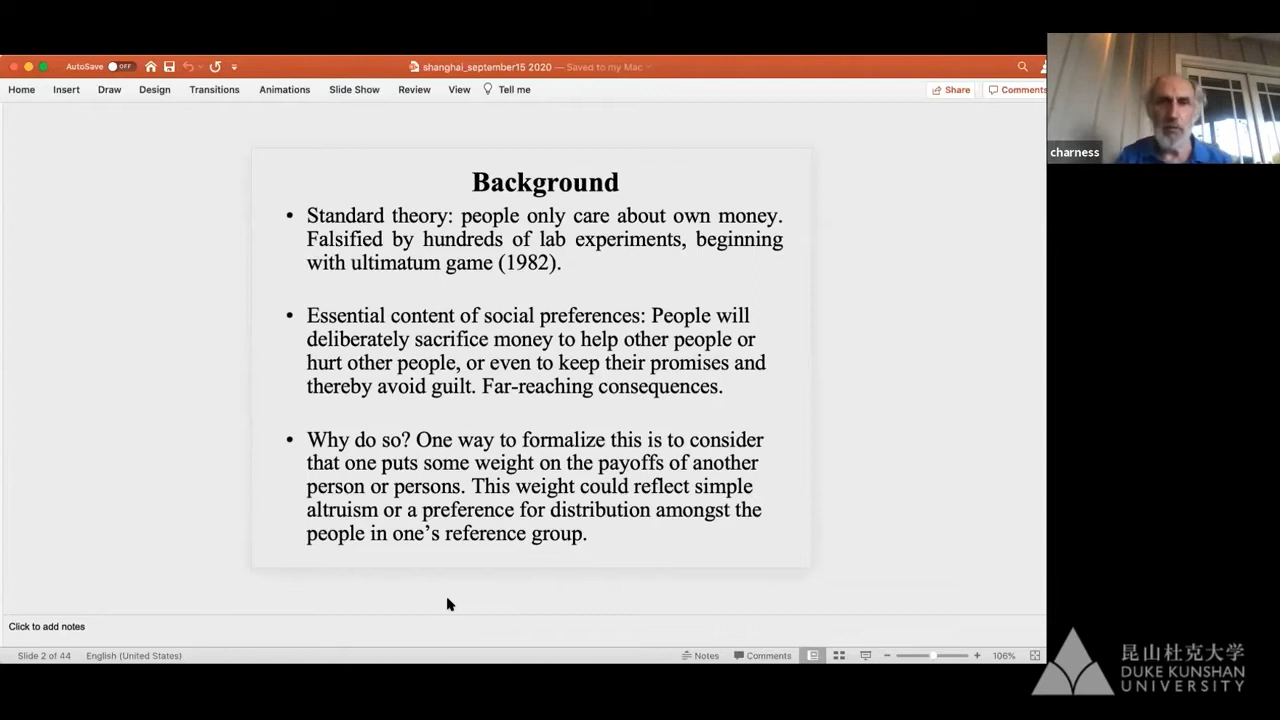 AutoSave OFF
shanghai_september15 2020 — Saved to my Mac
Home Insert Draw Design Transitions Animations Slide Show Review View Tell me
Share Comments
charness
Background
• Standard theory: people only care about own money.
Falsified by hundreds of lab experiments, beginning
with ultimatum game (1982).
• Essential content of social preferences: People will
deliberately sacrifice money to help other people or
hurt other people, or even to keep their promises and
thereby avoid guilt. Far-reaching consequences.
• Why do so? One way to formalize this is to consider
that one puts some weight on the payoffs of another
person or persons. This weight could reflect simple
altruism or a preference for distribution amongst the
people in one’s reference group.
Click to add notes
Slide 2 of 44 English (United States) Notes Comments 106%
昆山杜克大学
DUKE KUNSHAN
UNIVERSITY